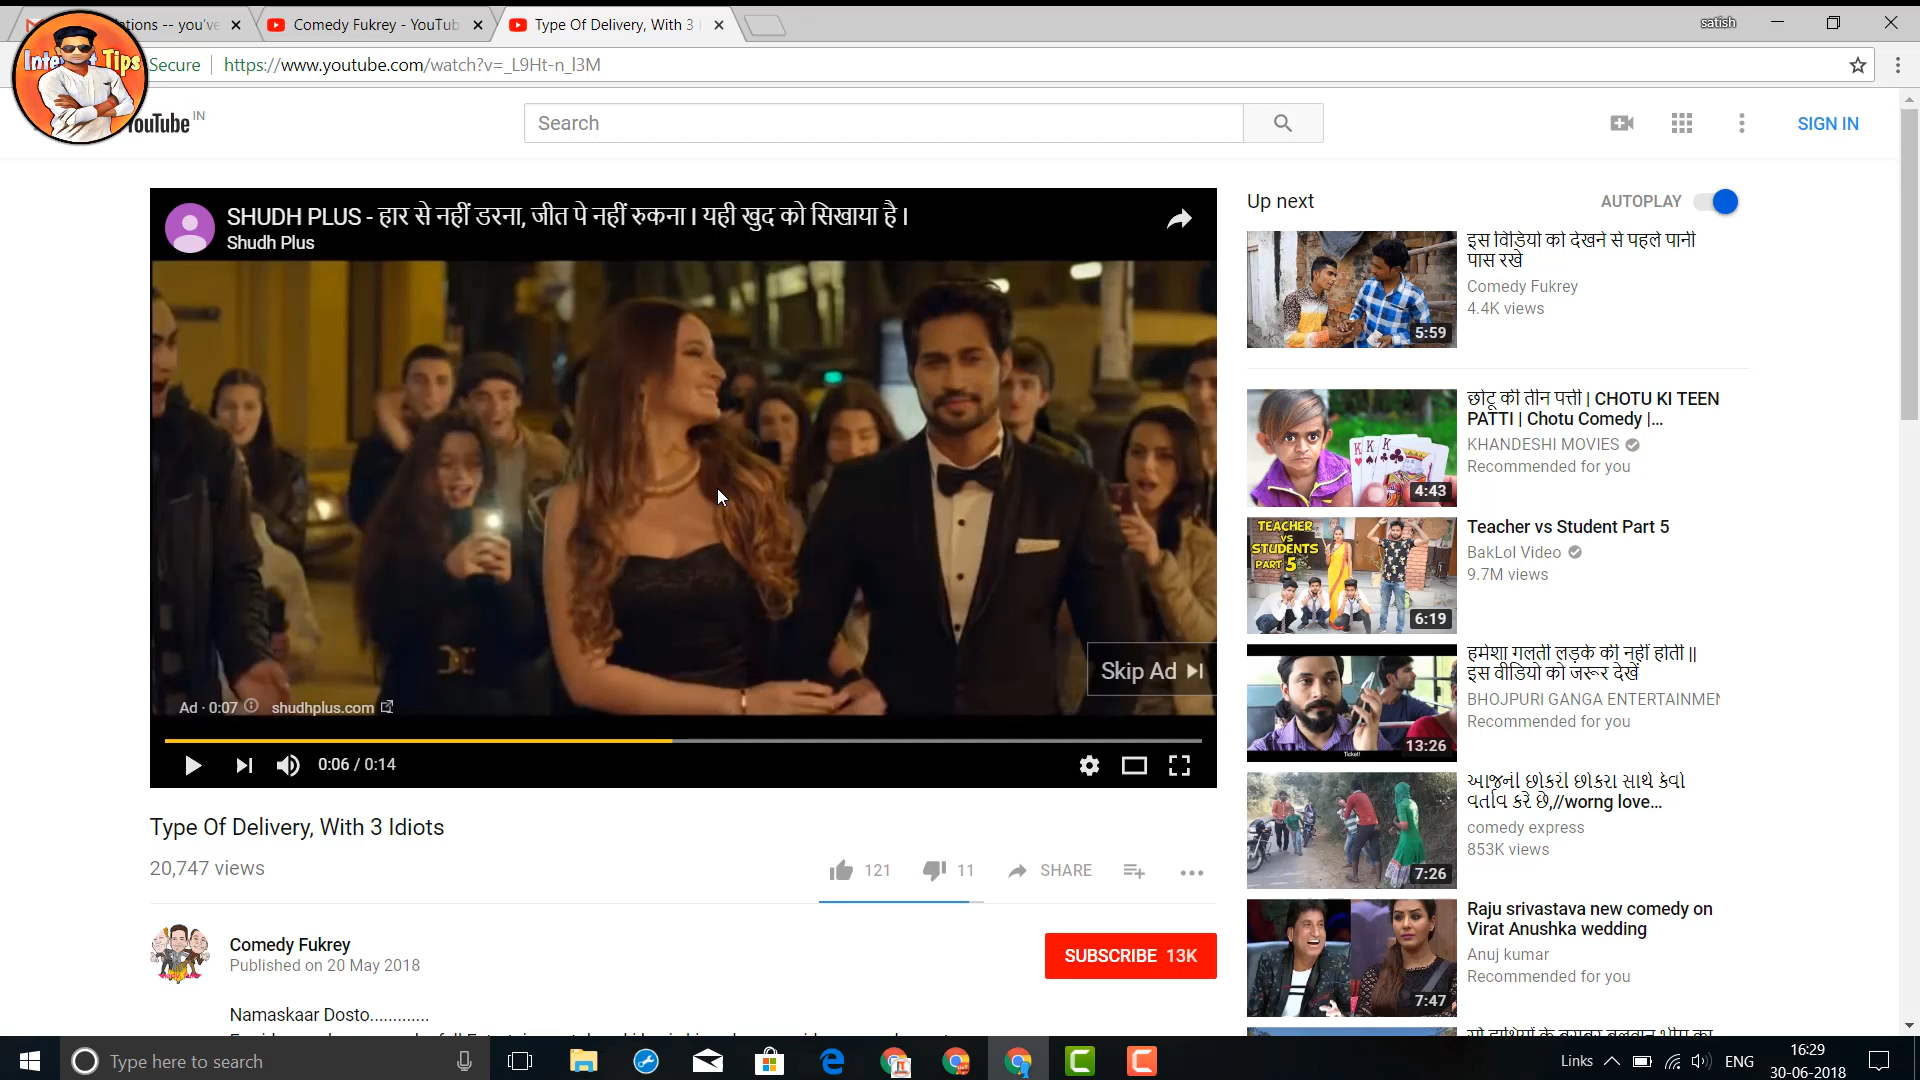 ations -- you've
Comedy Fukrey - YouTub
Type Of Delivery, With 3 I
satish
Internet Tips
Secure
https://www.youtube.com/watch?v=_L9Ht-n_l3M
YouTube IN
Search
SIGN IN
SHUDH PLUS - हार से नहीं डरना, जीत पे नहीं रुकना I यही खुद को सिखाया है I
Shudh Plus
Skip Ad
Ad · 0:07
shudhplus.com
0:06 / 0:14
Type Of Delivery, With 3 Idiots
20,747 views
121
11
SHARE
Comedy Fukrey
Published on 20 May 2018
SUBSCRIBE 13K
Namaskaar Dosto.............
Up next
AUTOPLAY
इस विडियो को देखने से पहले पानी
पास रखे
Comedy Fukrey
4.4K views
5:59
छोटू की तीन पत्ती | CHOTU KI TEEN
PATTI | Chotu Comedy |...
KHANDESHI MOVIES
Recommended for you
K K K
4:43
Teacher vs Student Part 5
BakLol Video
9.7M views
TEACHER
VS
STUDENTS
PART 5
6:19
हमेशा गलती लड़के की नहीं होती ||
इस वीडियो को जरूर देखें
BHOJPURI GANGA ENTERTAINMEN
Recommended for you
13:26
આજની છોકરી છોકરા સાથે કેવો
વર્તાવ કરે છે,//worng love...
comedy express
853K views
7:26
Raju srivastava new comedy on
Virat Anushka wedding
Anuj kumar
Recommended for you
7:47
Type here to search
Links
ENG
16:29
30-06-2018